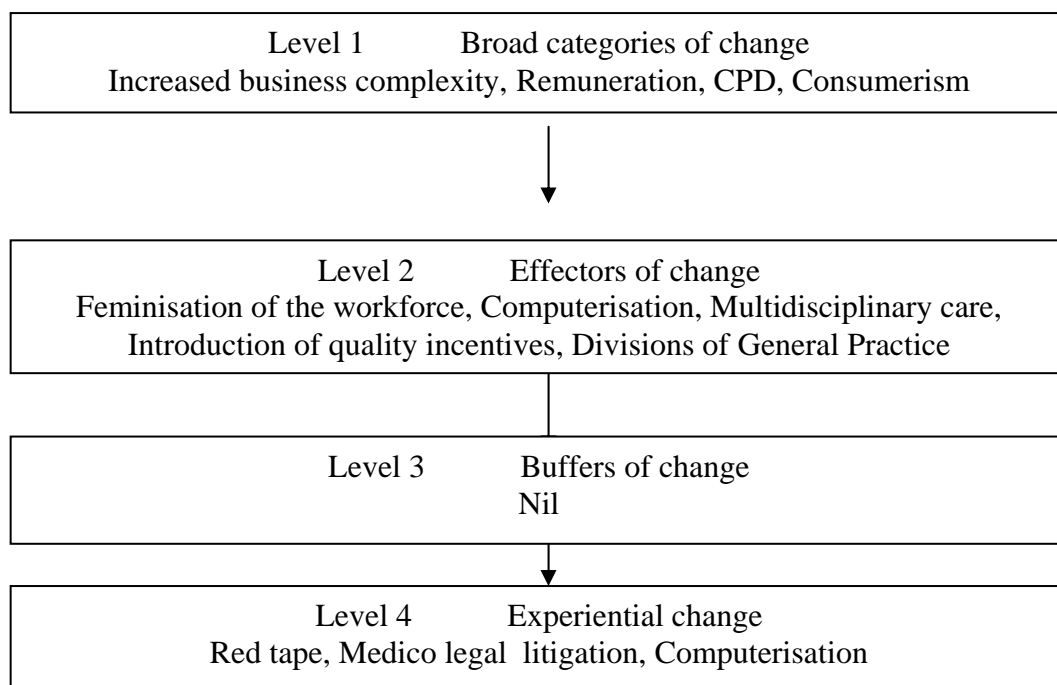 Level 1 Broad categories of change
Increased business complexity, Remuneration, CPD, Consumerism
Level 2 Effectors of change
Feminisation of the workforce, Computerisation, Multidisciplinary care,
Introduction of quality incentives, Divisions of General Practice
Level 3 Buffers of change
Nil
Level 4 Experiential change
Red tape, Medico legal litigation, Computerisation